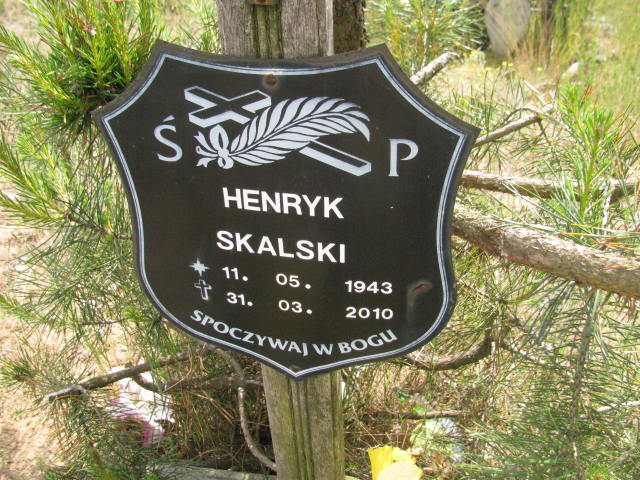 Ś P
HENRYK
SKALSKI
11. 05. 1943
31. 03. 2010
SPOCZYWAJ W BOGU